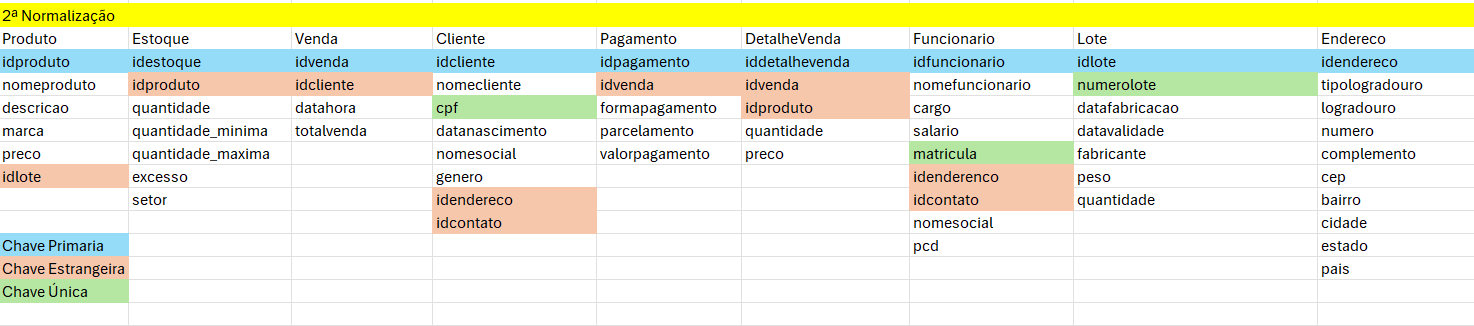 2ª Normalização
Produto Estoque Venda Cliente Pagamento DetalheVenda Funcionario Lote Endereco
idproduto idestoque idvenda idcliente idpagamento iddetalhevenda idfuncionario idlote idendereco
nomeproduto idproduto idcliente nomecliente idvenda idvenda nomefuncionario numerolote tipologradouro
descricao quantidade datahora cpf formapagamento idproduto cargo datafabricacao logradouro
marca quantidade_minima totalvenda datanascimento parcelamento quantidade salario datavalidade numero
preco quantidade_maxima nomesocial valorpagamento preco matricula fabricante complemento
idlote excesso genero idenderenco peso cep
setor idendereco idcontato quantidade bairro
idcontato nomesocial cidade
Chave Primaria pcd estado
Chave Estrangeira pais
Chave Única